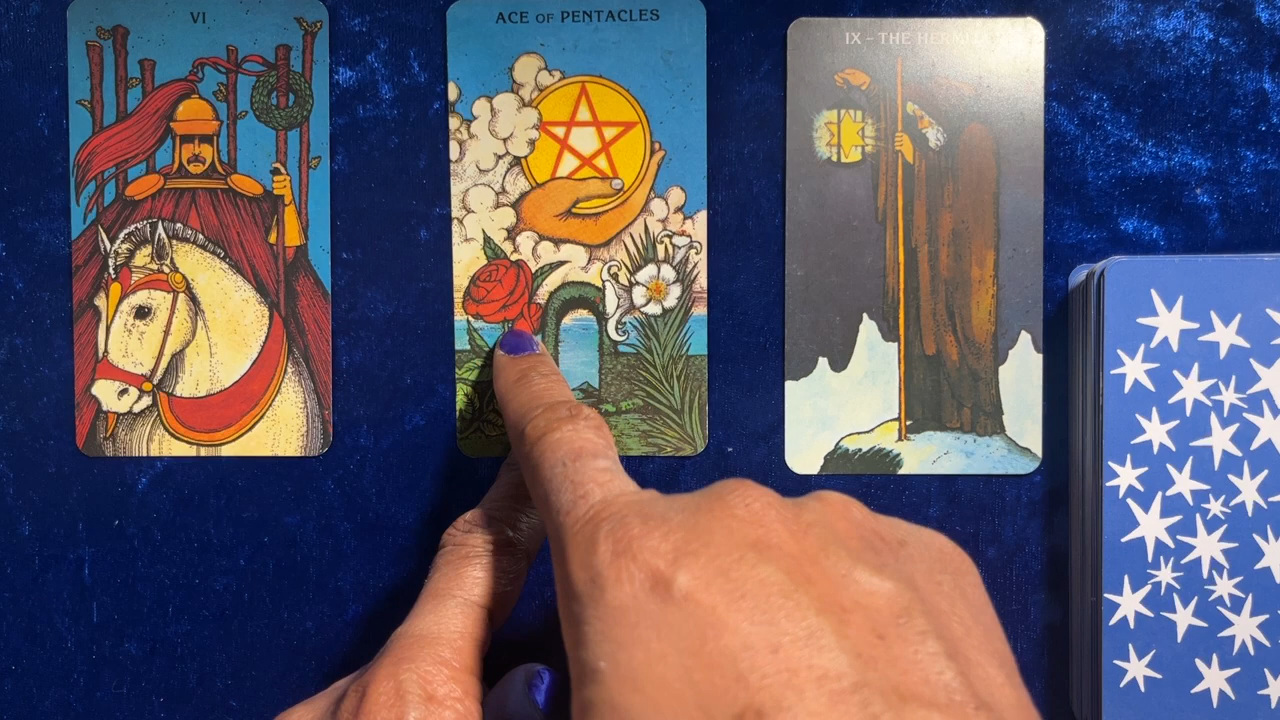 VI
ACE OF PENTACLES
IX – THE HERMIT